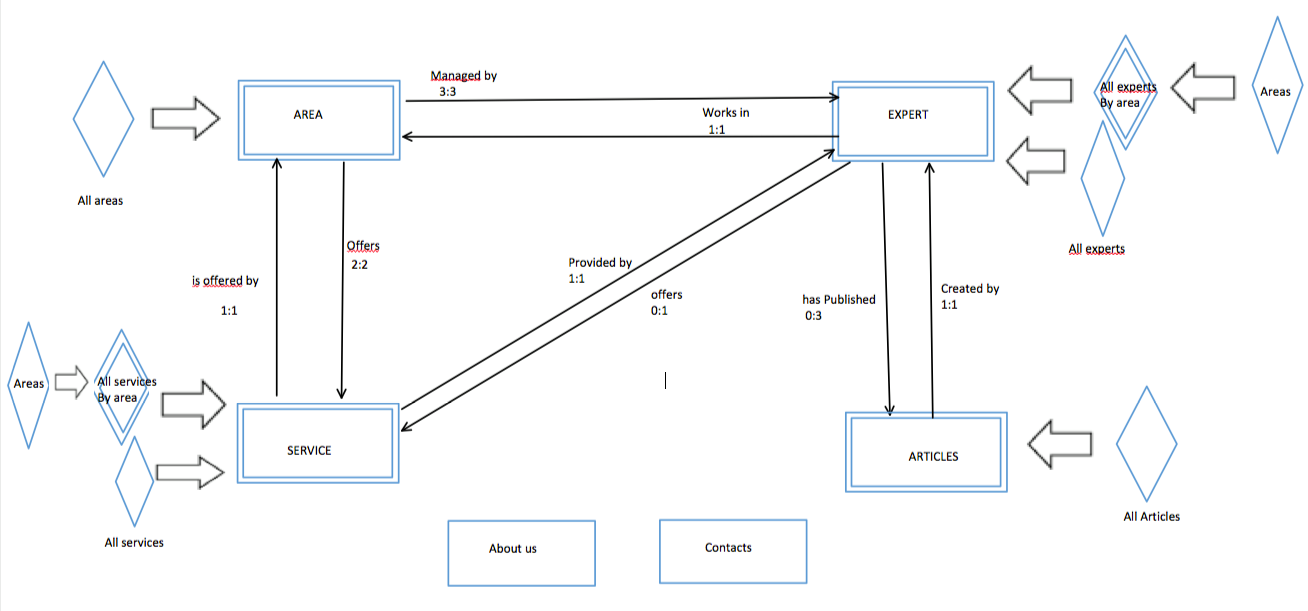 Managed by
3:3
All experts
By area
Areas
AREA
Works in
1:1
EXPERT
All areas
All experts
Offers
2:2
is offered by
1:1
Provided by
1:1
offers
0:1
has Published
0:3
Created by
1:1
Areas
All services
By area
SERVICE
ARTICLES
All Articles
All services
About us
Contacts